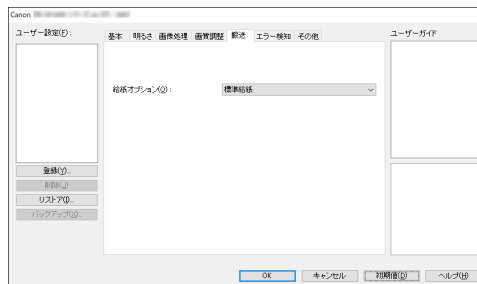 Canon
ユーザー設定(F):
基本 明るさ 画像処理 画質調整 搬送 エラー検知 その他
ユーザーガイド
給紙オプション(O):
標準給紙
登録(Y)...
削除(J)
リストア(I)...
バックアップ(X)...
OK
キャンセル
初期値(D)
ヘルプ(H)